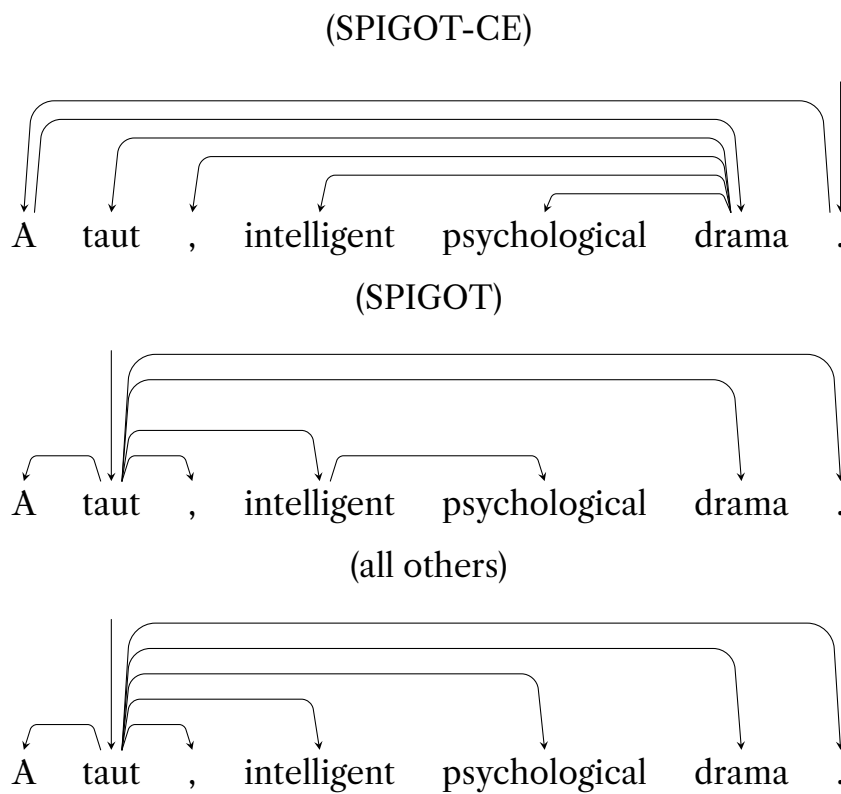 (SPIGOT-CE)
A taut , intelligent psychological drama .
(SPIGOT)
A taut , intelligent psychological drama .
(all others)
A taut , intelligent psychological drama .